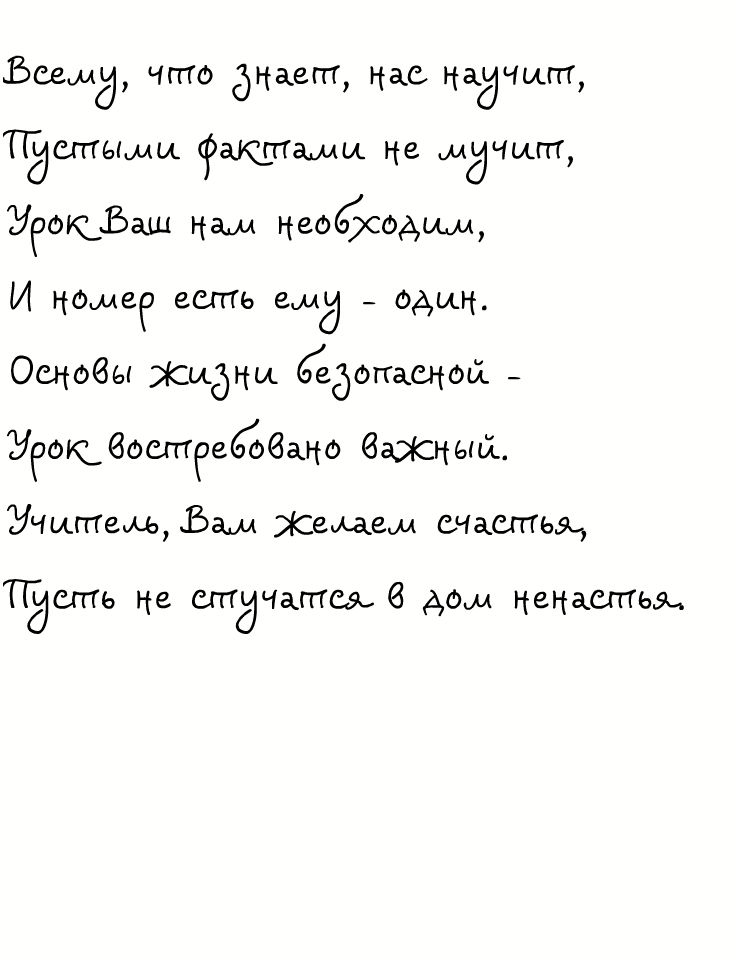 Всему, что знает, нас научит,
Пустыми фактами не мучит,
Урок Ваш нам необходим,
И номер есть ему - один.
Основы жизни безопасной -
Урок востребовано важный.
Учитель, Вам желаем счастья,
Пусть не стучатся в дом ненастья.